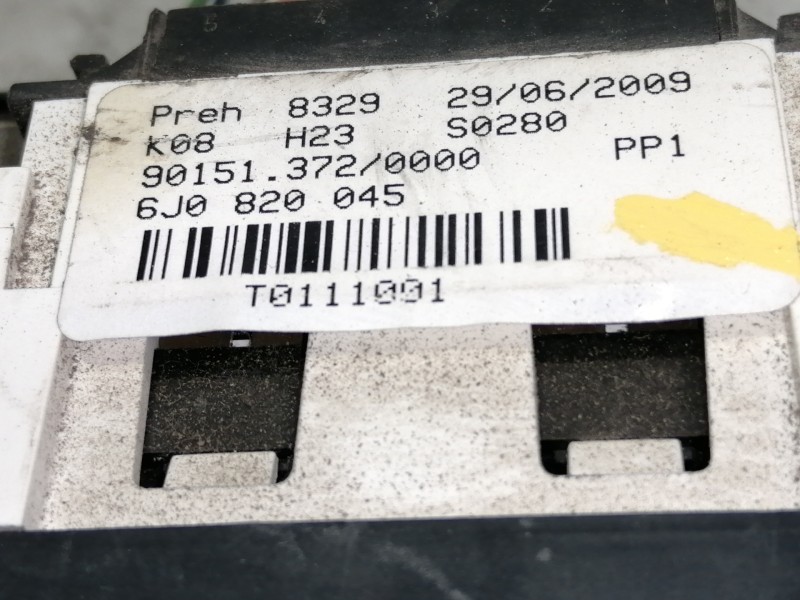 5 4 3 2 1
Preh 8329 29/06/2009
K08 H23 S0280
90151.372/0000 PP1
6J0 820 045
T0111001